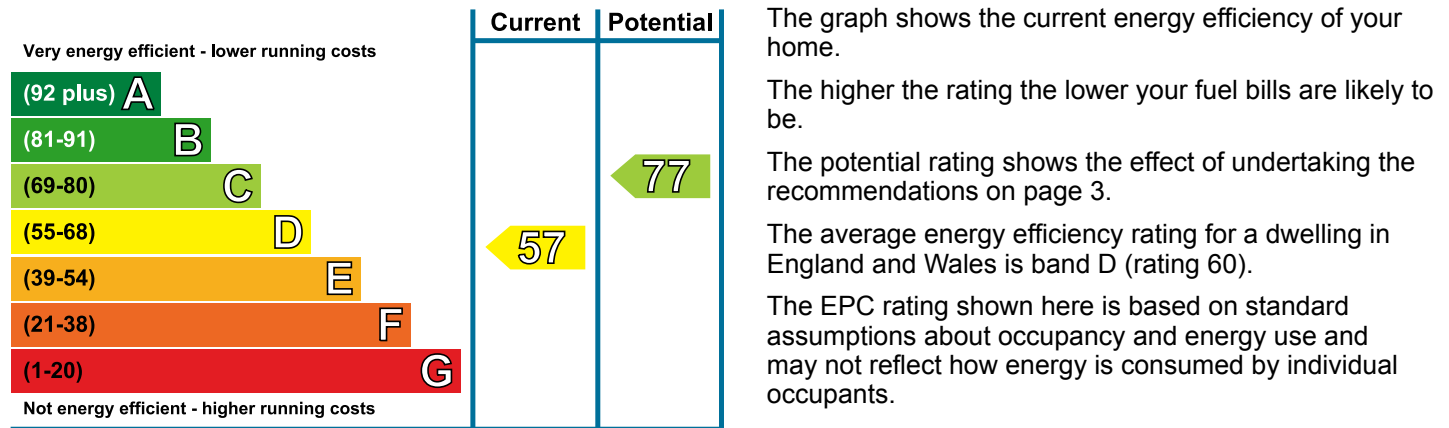 Current Potential
Very energy efficient - lower running costs
(92 plus) A
(81-91) B
(69-80) C
77
(55-68) D
57
(39-54) E
(21-38) F
(1-20) G
Not energy efficient - higher running costs
The graph shows the current energy efficiency of your
home.
The higher the rating the lower your fuel bills are likely to
be.
The potential rating shows the effect of undertaking the
recommendations on page 3.
The average energy efficiency rating for a dwelling in
England and Wales is band D (rating 60).
The EPC rating shown here is based on standard
assumptions about occupancy and energy use and
may not reflect how energy is consumed by individual
occupants.